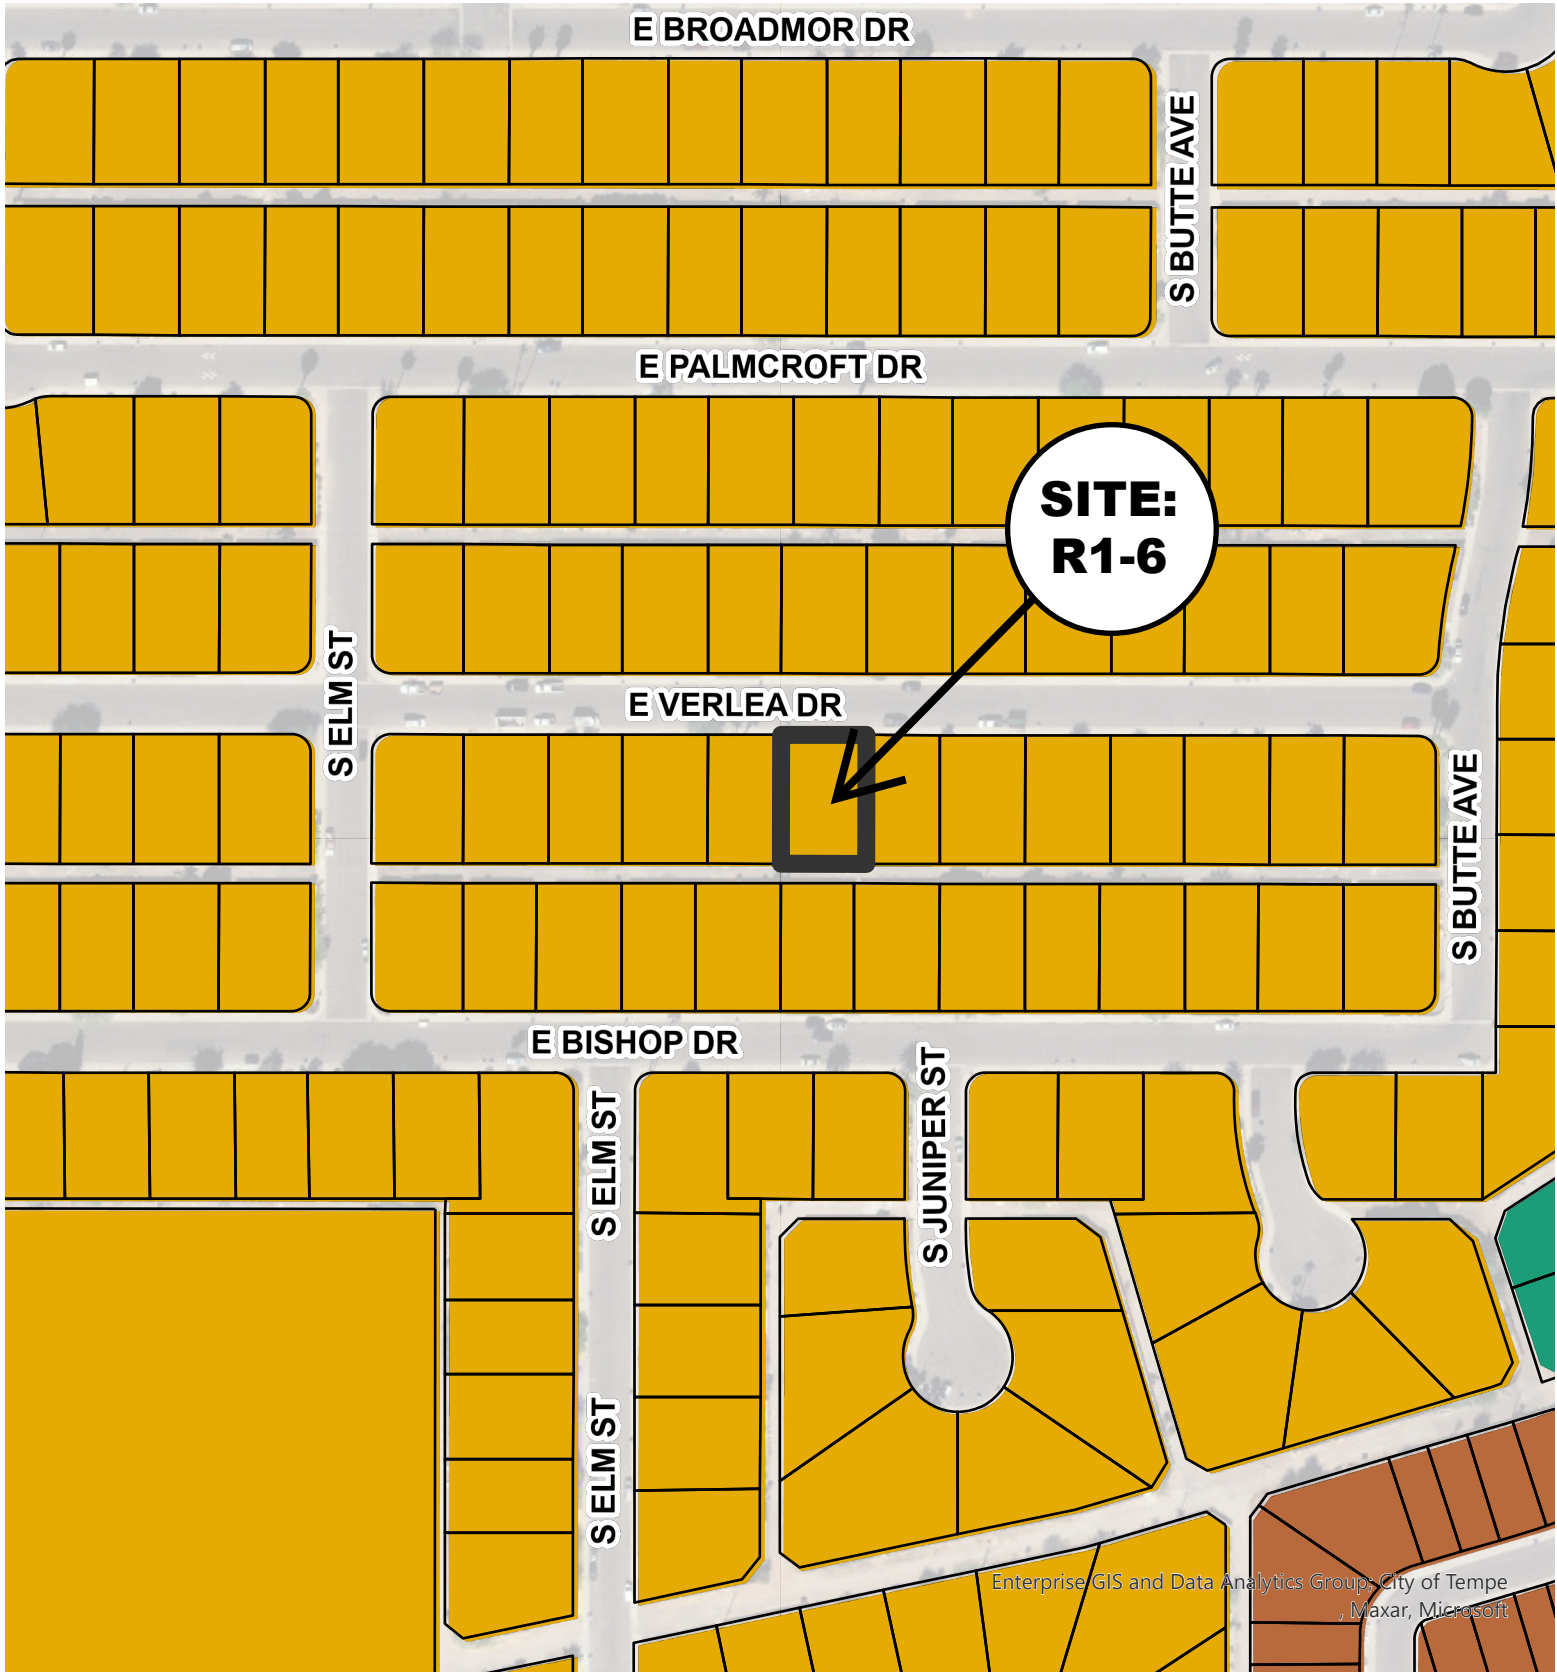 E BROADMOR DR
S BUTTE AVE
E PALMCROFT DR
SITE:
R1-6
S ELM ST
E VERLEA DR
S BUTTE AVE
E BISHOP DR
S ELM ST
S JUNIPER ST
S ELM ST
Enterprise GIS and Data Analytics Group, City of Tempe
, Maxar, Microsoft